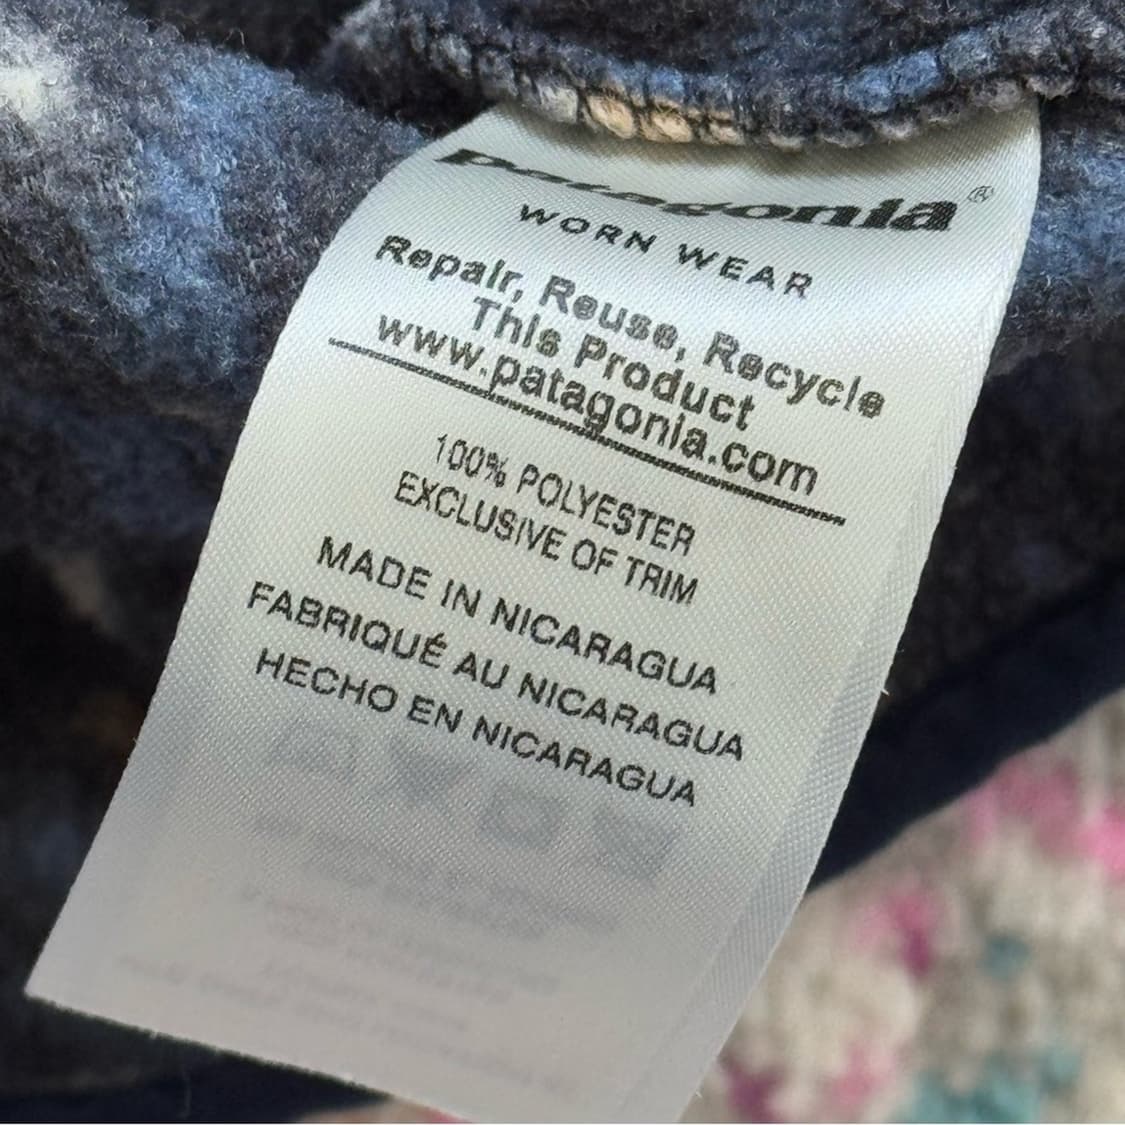 patagonia®
WORN WEAR
Repair, Reuse, Recycle
This Product
www.patagonia.com
100% POLYESTER
EXCLUSIVE OF TRIM
MADE IN NICARAGUA
FABRIQUÉ AU NICARAGUA
HECHO EN NICARAGUA